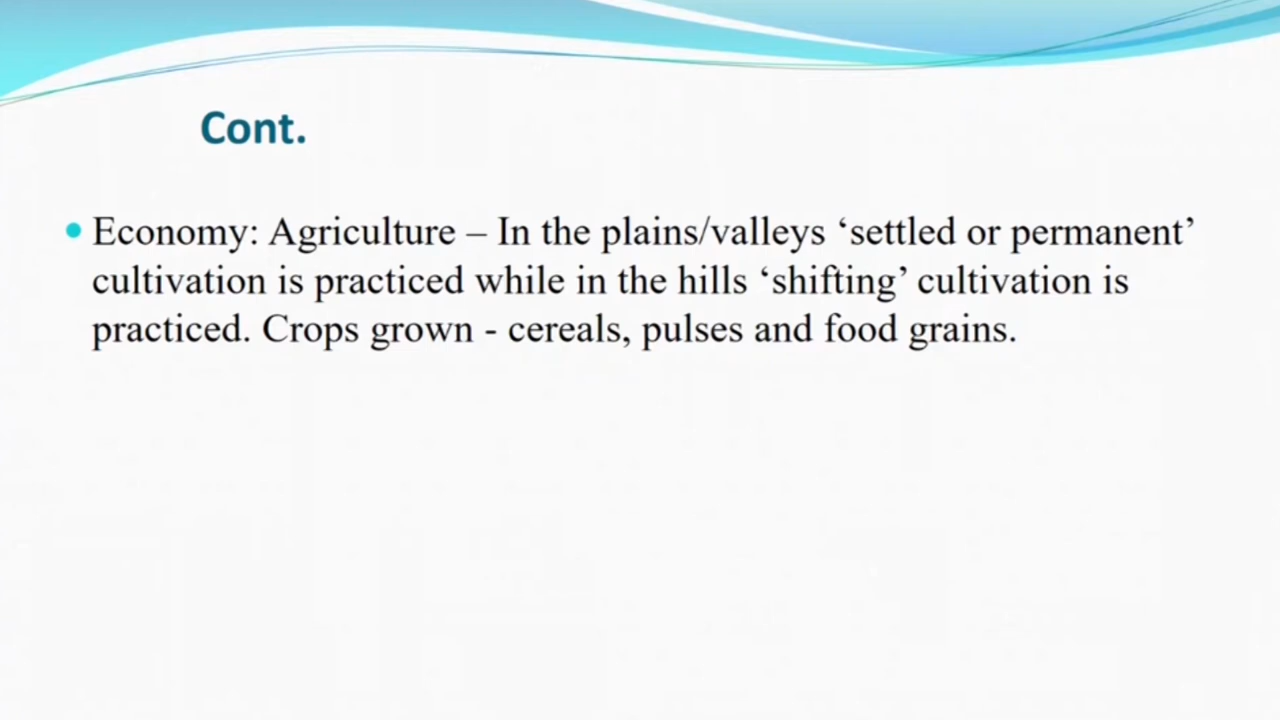 Cont.
Economy: Agriculture – In the plains/valleys ‘settled or permanent’
cultivation is practiced while in the hills ‘shifting’ cultivation is
practiced. Crops grown - cereals, pulses and food grains.